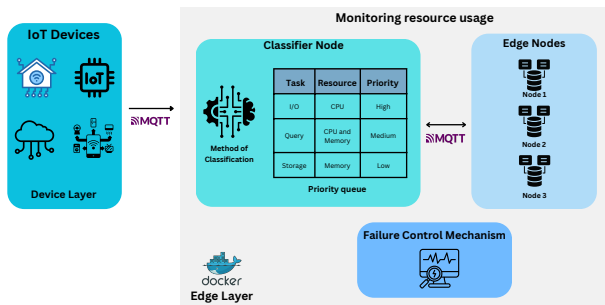 Monitoring resource usage
IoT Devices
IoT
Device Layer
MQTT
Classifier Node
Method of
Classification
Task Resource Priority
I/O CPU High
Query CPU and Memory Medium
Storage Memory Low
Priority queue
MQTT
Edge Nodes
Node 1
Node 2
Node 3
Failure Control Mechanism
docker
Edge Layer